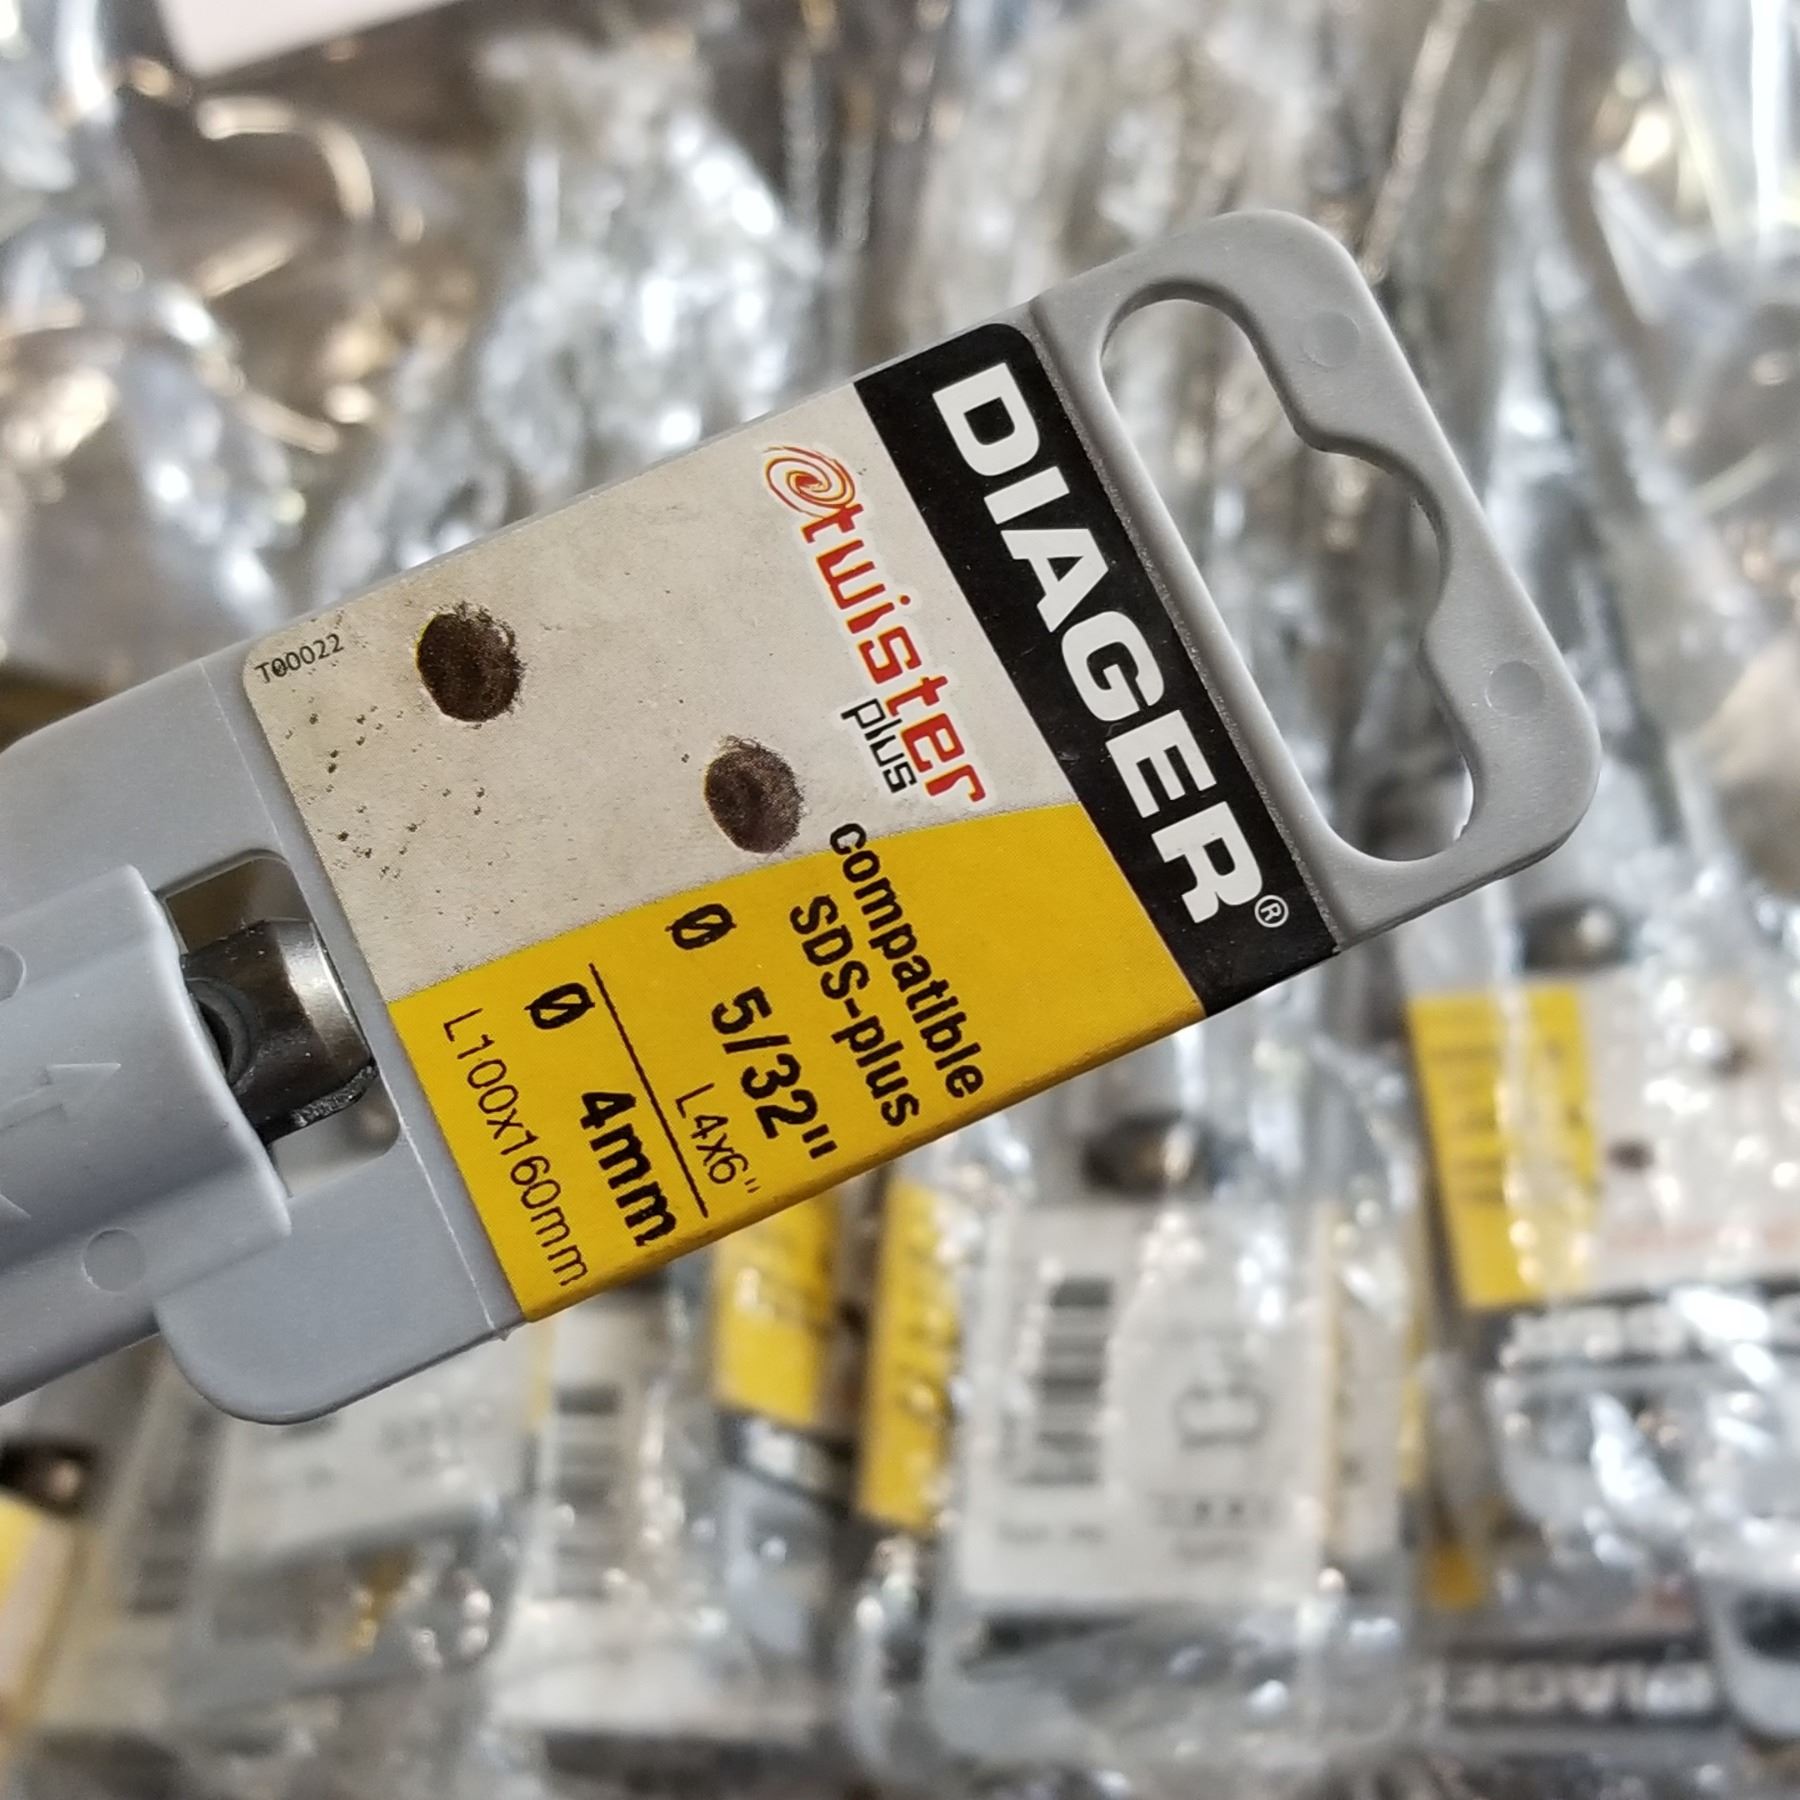 DIAGER®
twister
plus
compatible
SDS-plus
Ø 5/32"
L4x6"
Ø 4mm
L100x160mm
T00022